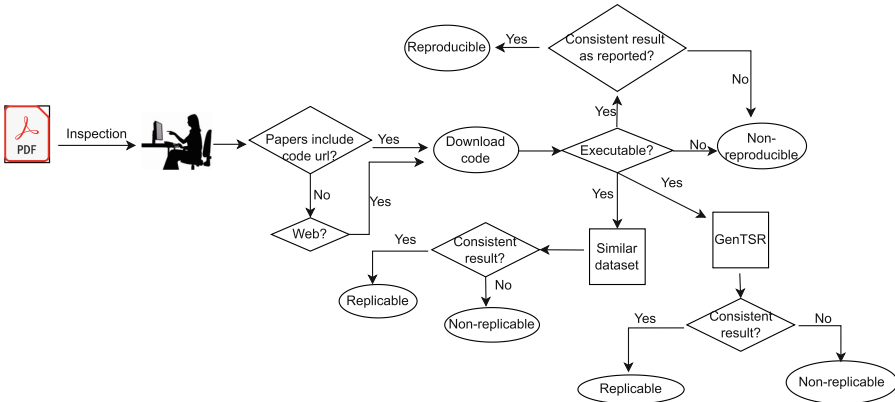 PDF
Inspection
Papers include
code url?
Yes
No
Web?
Yes
Download
code
Executable?
Yes
Consistent result
as reported?
Yes
Reproducible
No
No
Non-
reproducible
Yes
Similar
dataset
Consistent
result?
Yes
Replicable
No
Non-replicable
Yes
GenTSR
Consistent
result?
Yes
Replicable
No
Non-replicable